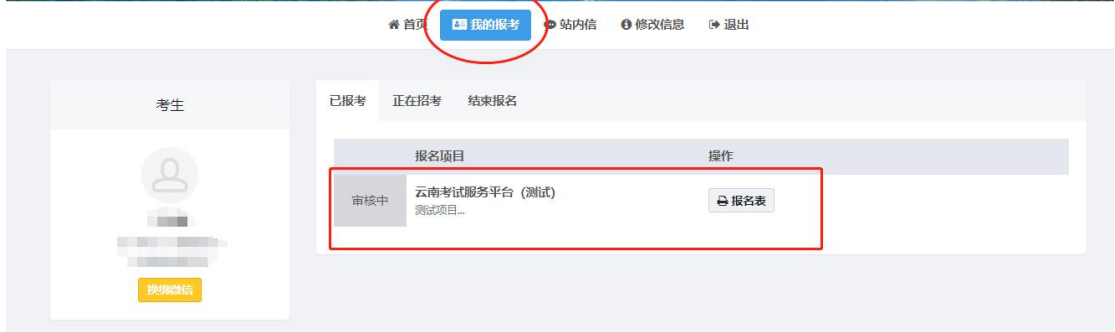 首页 我的报考 站内信 修改信息 退出
考生
已报考 正在招考 结束报名
报名项目 操作
审核中 云南考试服务平台（测试） 报名表
测试项目...
换绑微信